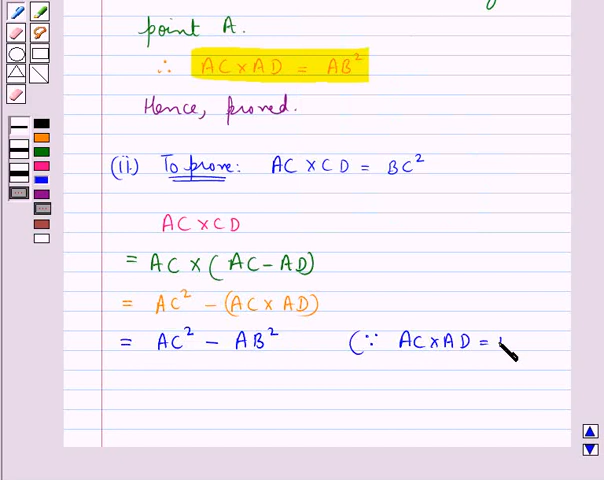 point A.
∴ AC × AD = AB²
Hence, proved.
(ii) To prove: AC × CD = BC²
AC × CD
= AC × (AC − AD)
= AC² − (AC × AD)
= AC² − AB² (∵ AC × AD =